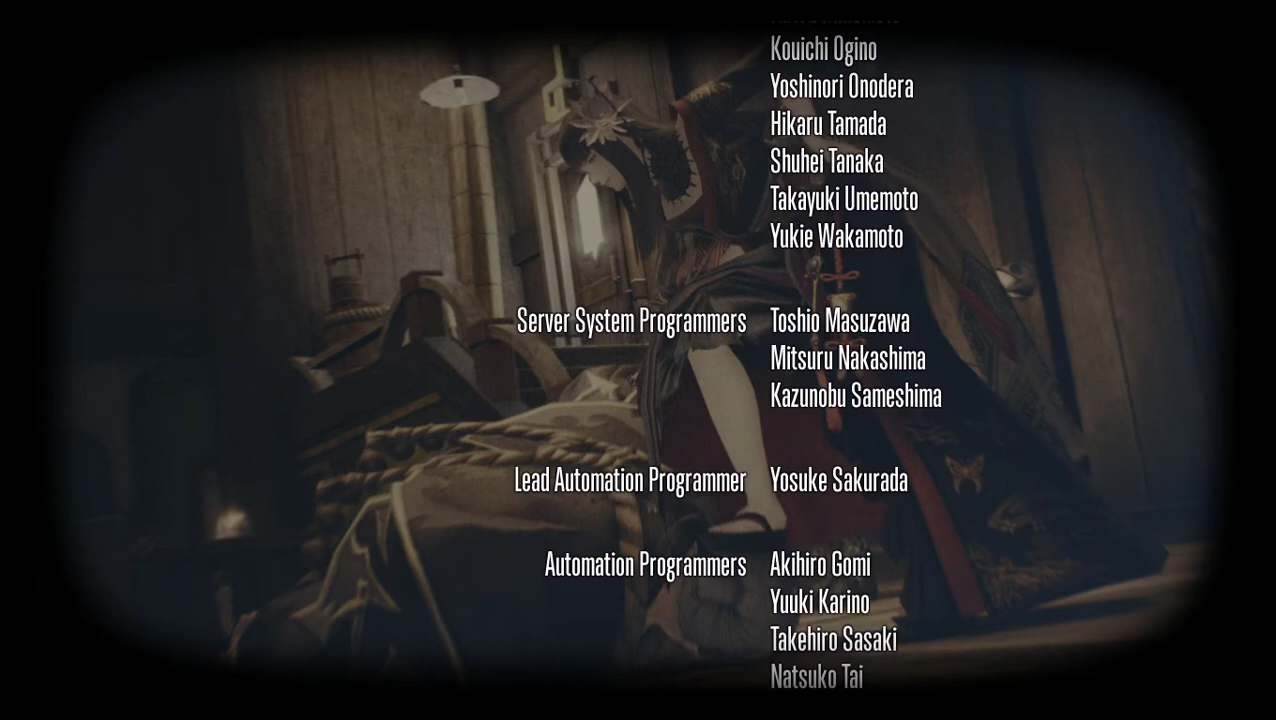 Kouichi Ogino
Yoshinori Onodera
Hikaru Tamada
Shuhei Tanaka
Takayuki Umemoto
Yukie Wakamoto
Server System Programmers Toshio Masuzawa
Mitsuru Nakashima
Kazunobu Sameshima
Lead Automation Programmer Yosuke Sakurada
Automation Programmers Akihiro Gomi
Yuuki Karino
Takehiro Sasaki
Natsuko Tai